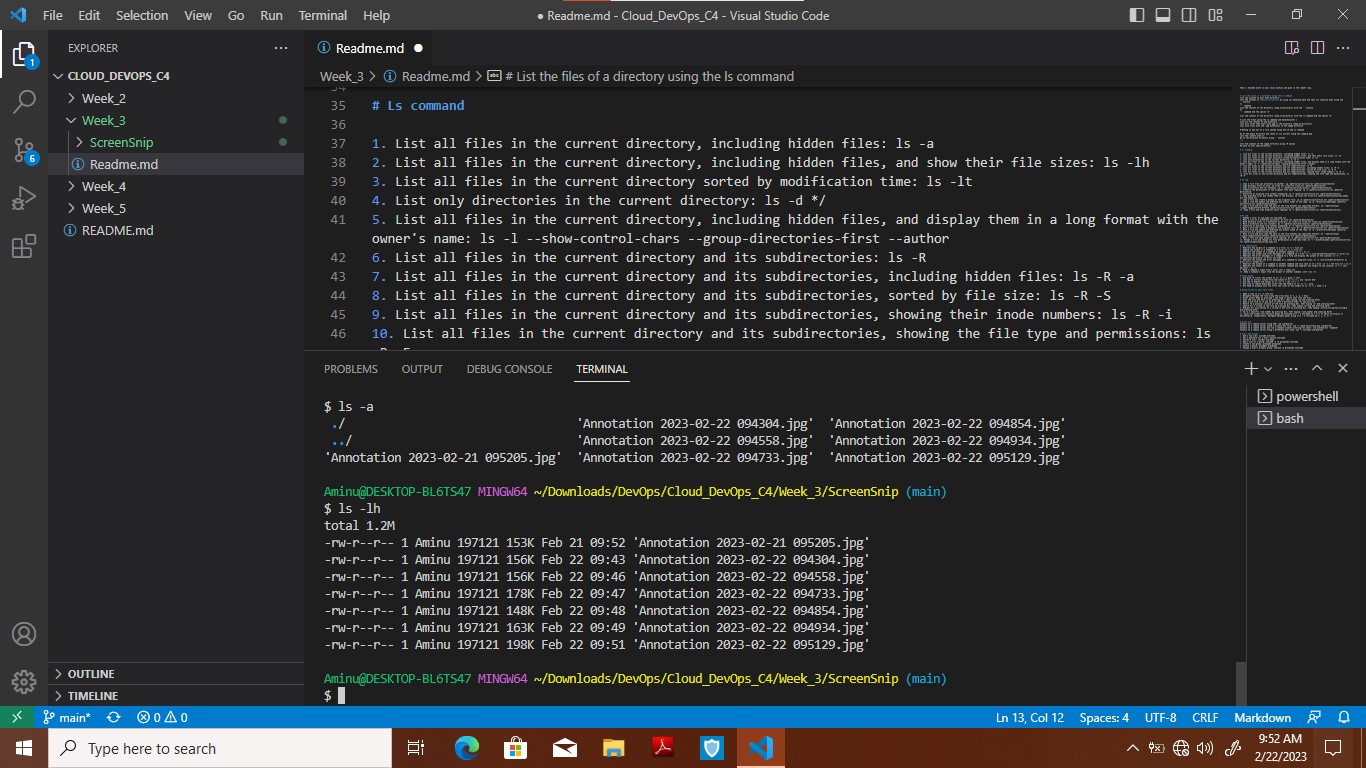 File Edit Selection View Go Run Terminal Help
● Readme.md - Cloud_DevOps_C4 - Visual Studio Code
EXPLORER
CLOUD_DEVOPS_C4
Week_2
Week_3
ScreenSnip
Readme.md
Week_4
Week_5
README.md
OUTLINE
TIMELINE
1
6
Readme.md
Week_3 > Readme.md > # List the files of a directory using the ls command
34
35 # Ls command
36
37 1. List all files in the current directory, including hidden files: ls -a
38 2. List all files in the current directory, including hidden files, and show their file sizes: ls -lh
39 3. List all files in the current directory sorted by modification time: ls -lt
40 4. List only directories in the current directory: ls -d */
41 5. List all files in the current directory, including hidden files, and display them in a long format with the
owner's name: ls -l --show-control-chars --group-directories-first --author
42 6. List all files in the current directory and its subdirectories: ls -R
43 7. List all files in the current directory and its subdirectories, including hidden files: ls -R -a
44 8. List all files in the current directory and its subdirectories, sorted by file size: ls -R -S
45 9. List all files in the current directory and its subdirectories, showing their inode numbers: ls -R -i
46 10. List all files in the current directory and its subdirectories, showing the file type and permissions: ls
PROBLEMS OUTPUT DEBUG CONSOLE TERMINAL
powershell
bash
$ ls -a
./ 'Annotation 2023-02-22 094304.jpg' 'Annotation 2023-02-22 094854.jpg'
../ 'Annotation 2023-02-22 094558.jpg' 'Annotation 2023-02-22 094934.jpg'
'Annotation 2023-02-21 095205.jpg' 'Annotation 2023-02-22 094733.jpg' 'Annotation 2023-02-22 095129.jpg'
Aminu@DESKTOP-BL6TS47 MINGW64 ~/Downloads/DevOps/Cloud_DevOps_C4/Week_3/ScreenSnip (main)
$ ls -lh
total 1.2M
-rw-r--r-- 1 Aminu 197121 153K Feb 21 09:52 'Annotation 2023-02-21 095205.jpg'
-rw-r--r-- 1 Aminu 197121 156K Feb 22 09:43 'Annotation 2023-02-22 094304.jpg'
-rw-r--r-- 1 Aminu 197121 156K Feb 22 09:46 'Annotation 2023-02-22 094558.jpg'
-rw-r--r-- 1 Aminu 197121 178K Feb 22 09:47 'Annotation 2023-02-22 094733.jpg'
-rw-r--r-- 1 Aminu 197121 148K Feb 22 09:48 'Annotation 2023-02-22 094854.jpg'
-rw-r--r-- 1 Aminu 197121 163K Feb 22 09:49 'Annotation 2023-02-22 094934.jpg'
-rw-r--r-- 1 Aminu 197121 198K Feb 22 09:51 'Annotation 2023-02-22 095129.jpg'
Aminu@DESKTOP-BL6TS47 MINGW64 ~/Downloads/DevOps/Cloud_DevOps_C4/Week_3/ScreenSnip (main)
$
main* 0 0
Ln 13, Col 12 Spaces: 4 UTF-8 CRLF Markdown
Type here to search
9:52 AM
2/22/2023